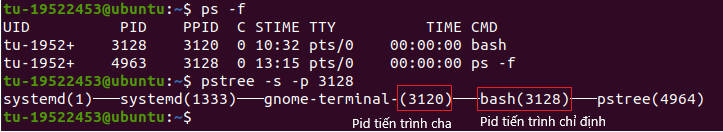 tu-19522453@ubuntu:~$ ps -f
UID          PID    PPID  C STIME TTY          TIME CMD
tu-1952+    3128    3120  0 10:32 pts/0    00:00:00 bash
tu-1952+    4963    3128  0 13:15 pts/0    00:00:00 ps -f
tu-19522453@ubuntu:~$ pstree -s -p 3128
systemd(1)───systemd(1333)───gnome-terminal-(3120)───bash(3128)───pstree(4964)
Pid tiến trình cha Pid tiến trình chỉ định
tu-19522453@ubuntu:~$